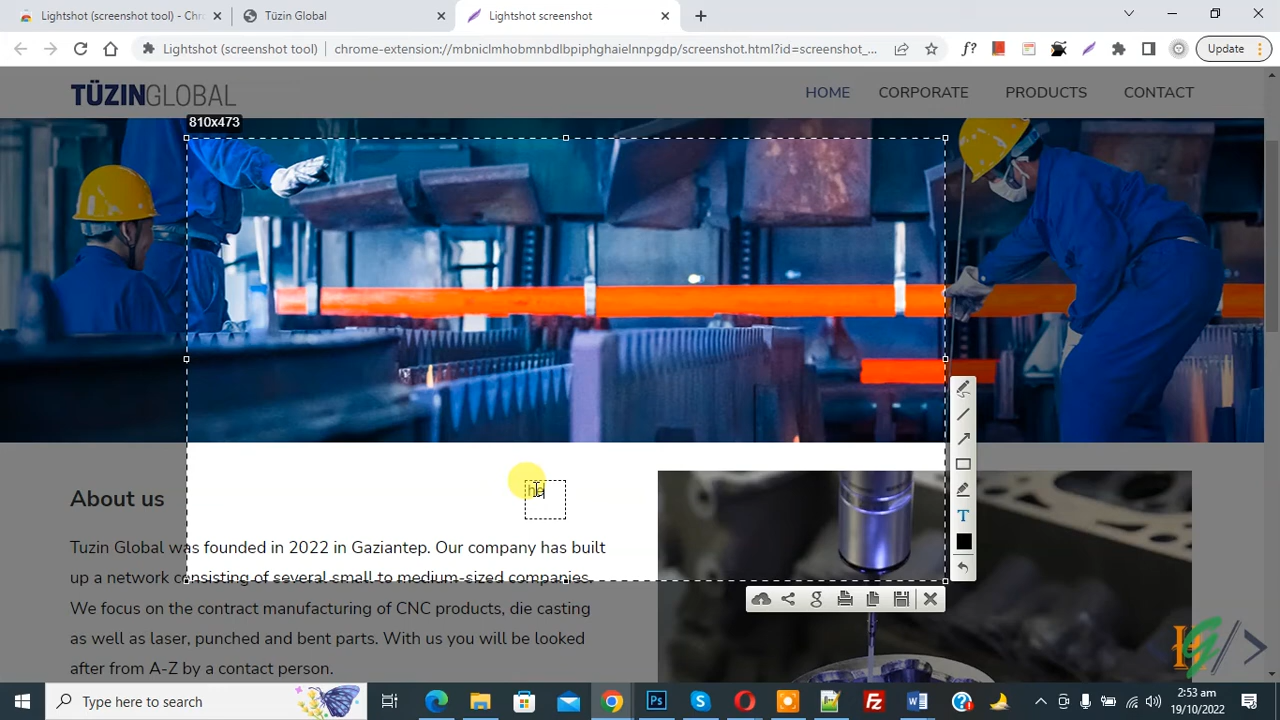 Lightshot (screenshot tool) - Chro
Tüzin Global
Lightshot screenshot
Lightshot (screenshot tool)
chrome-extension://mbniclmhobmnbdlbpiphghaielnnpgdp/screenshot.html?id=screenshot_...
f?
Update
TÜZINGLOBAL
HOME
CORPORATE
PRODUCTS
CONTACT
810x473
he
T
g
About us
Tuzin Global was founded in 2022 in Gaziantep. Our company has built
up a network consisting of several small to medium-sized companies.
We focus on the contract manufacturing of CNC products, die casting
as well as laser, punched and bent parts. With us you will be looked
after from A-Z by a contact person.
Type here to search
Ps
2:53 am
19/10/2022